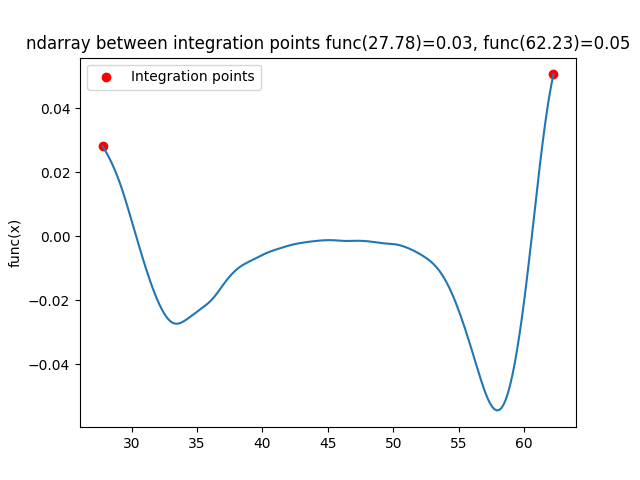 ndarray between integration points func(27.78)=0.03, func(62.23)=0.05
Integration points
func(x)
0.04
0.02
0.00
−0.02
−0.04
30 35 40 45 50 55 60